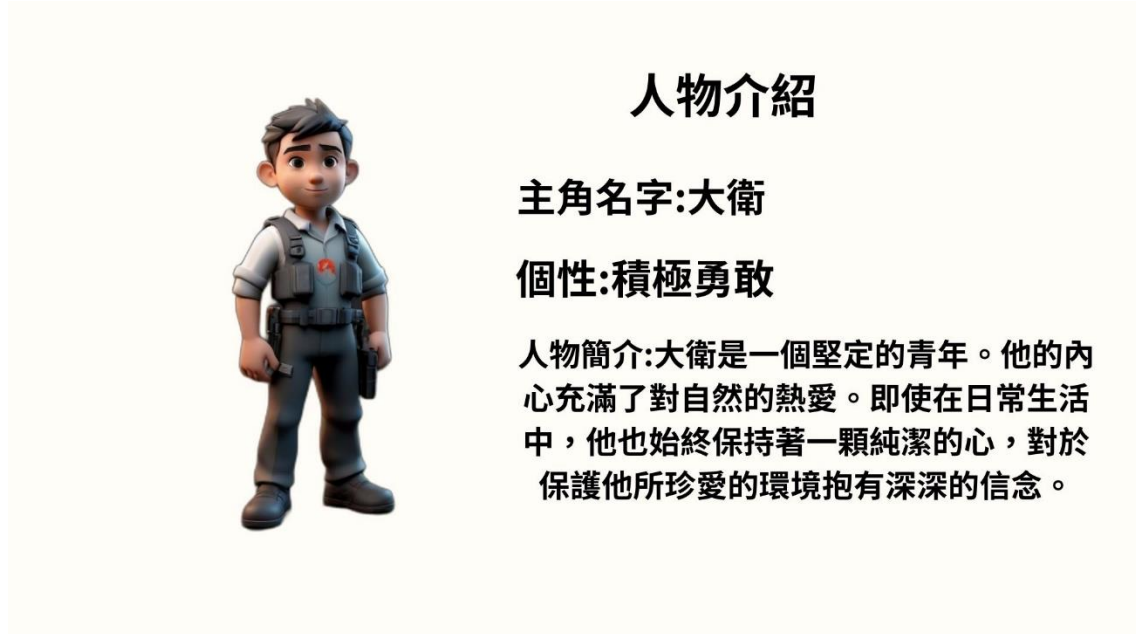 人物介紹
主角名字:大衛
個性:積極勇敢
人物簡介:大衛是一個堅定的青年。他的內
心充滿了對自然的熱愛。即使在日常生活
中，他也始終保持著一顆純潔的心，對於
保護他所珍愛的環境抱有深深的信念。